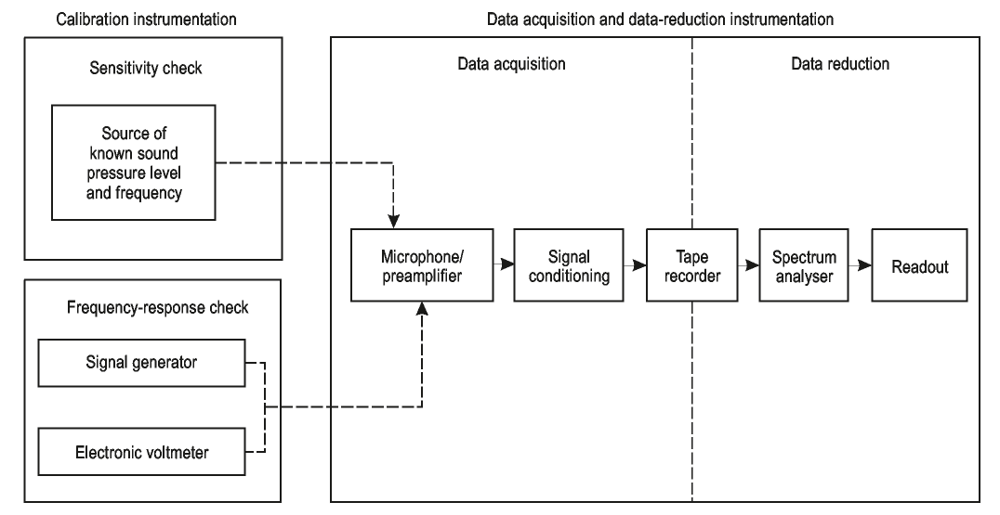 Calibration instrumentation
Sensitivity check
Source of
known sound
pressure level
and frequency
Frequency-response check
Signal generator
Electronic voltmeter
Data acquisition and data-reduction instrumentation
Data acquisition
Data reduction
Microphone/
preamplifier
Signal
conditioning
Tape
recorder
Spectrum
analyser
Readout